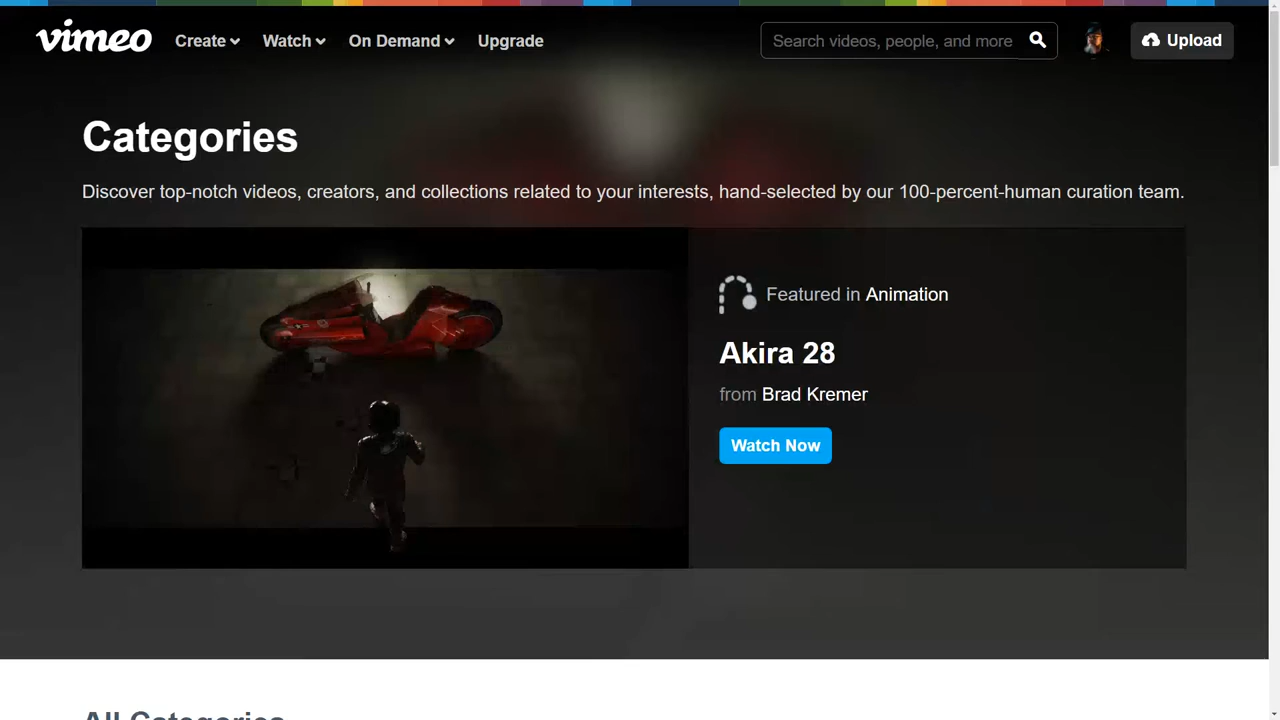 vimeo
Create
Watch
On Demand
Upgrade
Search videos, people, and more
Upload
Categories
Discover top-notch videos, creators, and collections related to your interests, hand-selected by our 100-percent-human curation team.
Featured in Animation
Akira 28
from Brad Kremer
Watch Now
All Categories